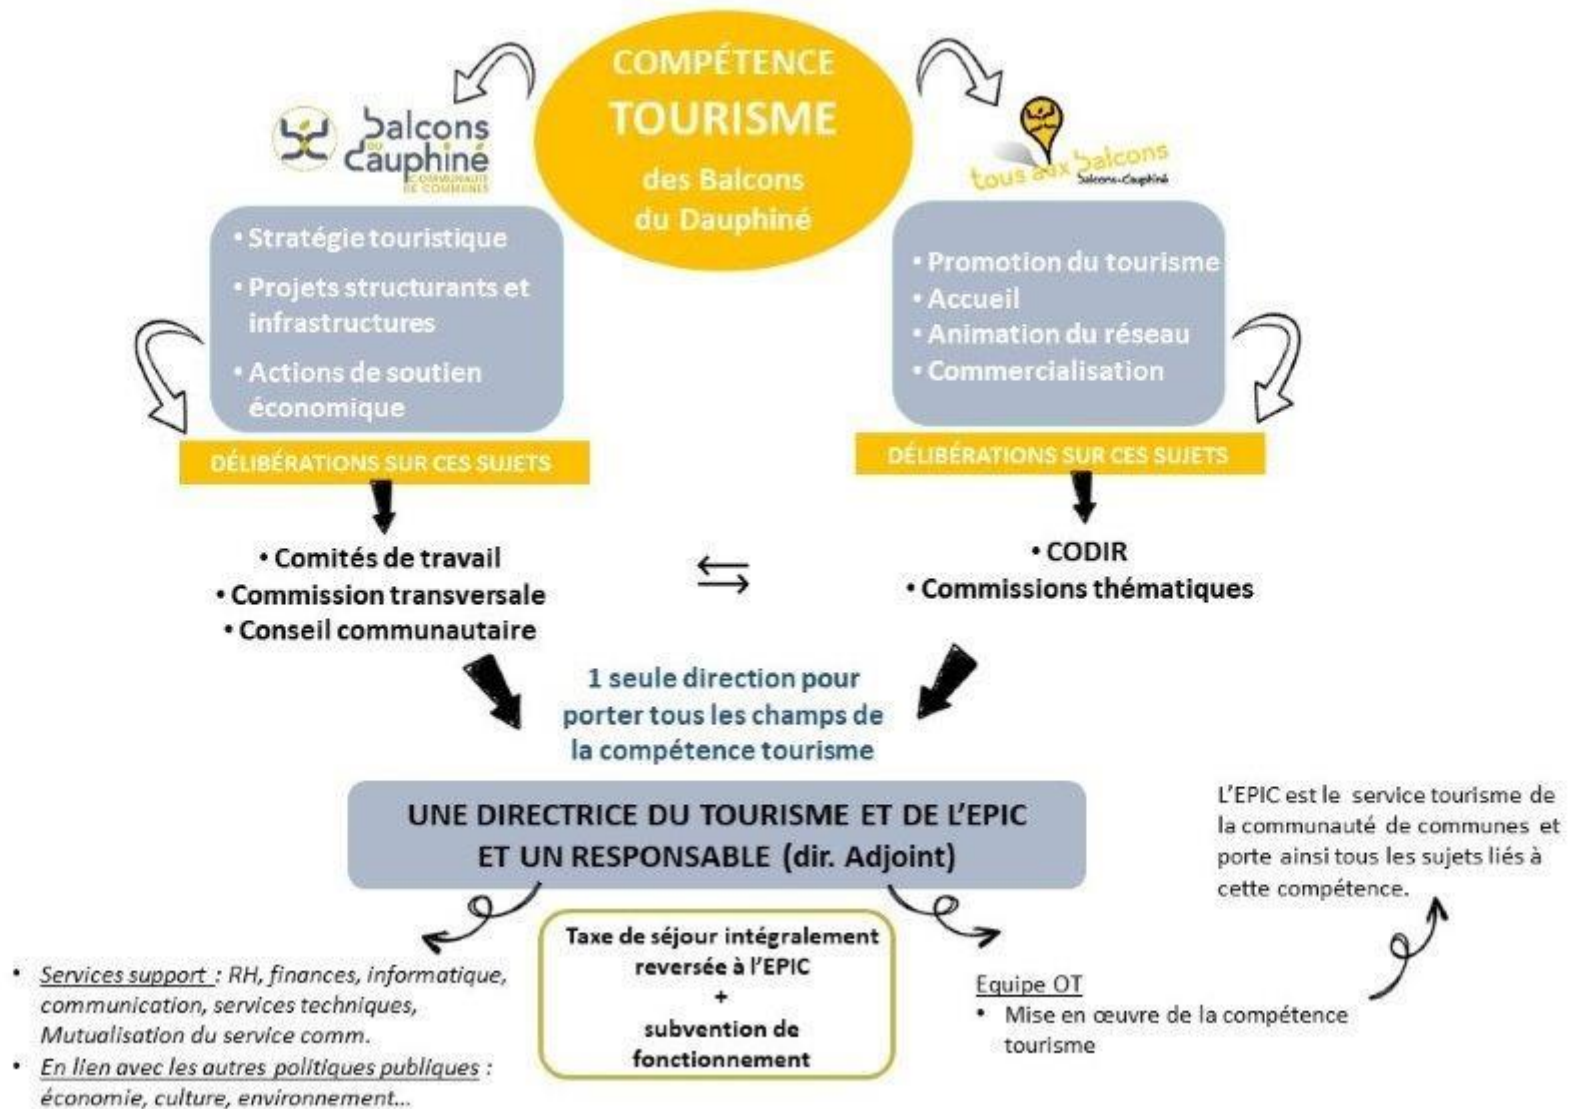 COMPÉTENCE
TOURISME
des Balcons
du Dauphiné
balcons
DU
dauphiné
COMMUNAUTÉ
DE COMMUNES
• Stratégie touristique
• Projets structurants et
infrastructures
• Actions de soutien
économique
DÉLIBÉRATIONS SUR CES SUJETS
• Comités de travail
• Commission transversale
• Conseil communautaire
tous aux balcons
Balcons-Dauphiné
• Promotion du tourisme
• Accueil
• Animation du réseau
• Commercialisation
DÉLIBÉRATIONS SUR CES SUJETS
• CODIR
• Commissions thématiques
1 seule direction pour
porter tous les champs de
la compétence tourisme
UNE DIRECTRICE DU TOURISME ET DE L'EPIC
ET UN RESPONSABLE (dir. Adjoint)
• Services support : RH, finances, informatique,
communication, services techniques,
Mutualisation du service comm.
• En lien avec les autres politiques publiques :
économie, culture, environnement...
Taxe de séjour intégralement
reversée à l'EPIC
+
subvention de
fonctionnement
Equipe OT
• Mise en œuvre de la compétence
tourisme
L'EPIC est le service tourisme de
la communauté de communes et
porte ainsi tous les sujets liés à
cette compétence.